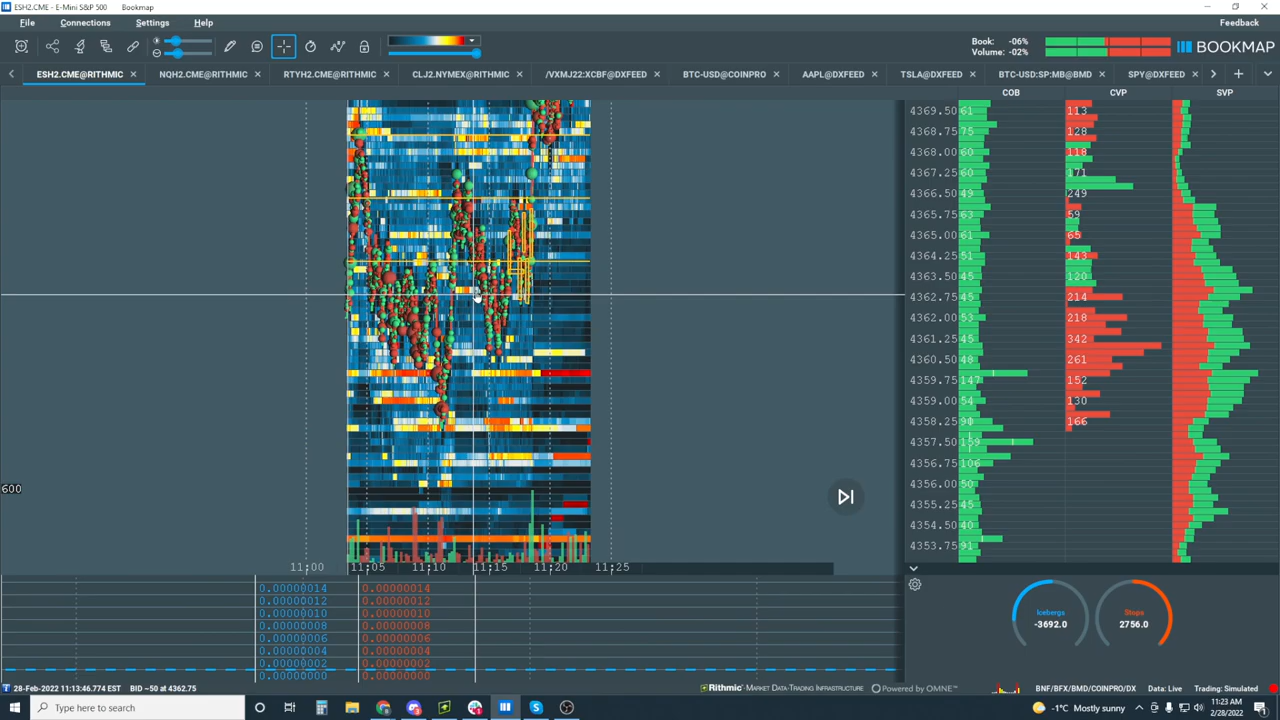 ESH2.CME - E-Mini S&P 500 Bookmap
File Connections Settings Help Feedback
Book: -06%
Volume: -02%
BOOKMAP
ESH2.CME@RITHMIC NQH2.CME@RITHMIC RTYH2.CME@RITHMIC CLJ2.NYMEX@RITHMIC /VXMJ22:XCBF@DXFEED BTC-USD@COINPRO AAPL@DXFEED TSLA@DXFEED BTC-USD:SP:MB@BMD SPY@DXFEED
COB CVP SVP
4369.50 61 113
4368.75 75 128
4368.00 60 118
4367.25 60 171
4366.50 49 249
4365.75 63 59
4365.00 61 65
4364.25 51 143
4363.50 45 120
4362.75 45 214
4362.00 53 218
4361.25 45 342
4360.50 48 261
4359.75 147 152
4359.00 54 130
4358.25 90 166
4357.50 159
4356.75 106
4356.00 50
4355.25 45
4354.50 40
4353.75 91
600
11:00 11:05 11:10 11:15 11:20 11:25
0.00000014 0.00000014
0.00000012 0.00000012
0.00000010 0.00000010
0.00000008 0.00000008
0.00000006 0.00000006
0.00000004 0.00000004
0.00000002 0.00000002
0.00000000 0.00000000
Icebergs
-3692.0
Stops
2756.0
28-Feb-2022 11:13:46.774 EST BID ~50 at 4362.75
Rithmic - Market Data-Trading Infrastructure Powered by OMNE™ BNF/BFX/BMD/COINPRO/DX Data: Live Trading: Simulated
Type here to search
-1°C Mostly sunny
11:23 AM
2/28/2022